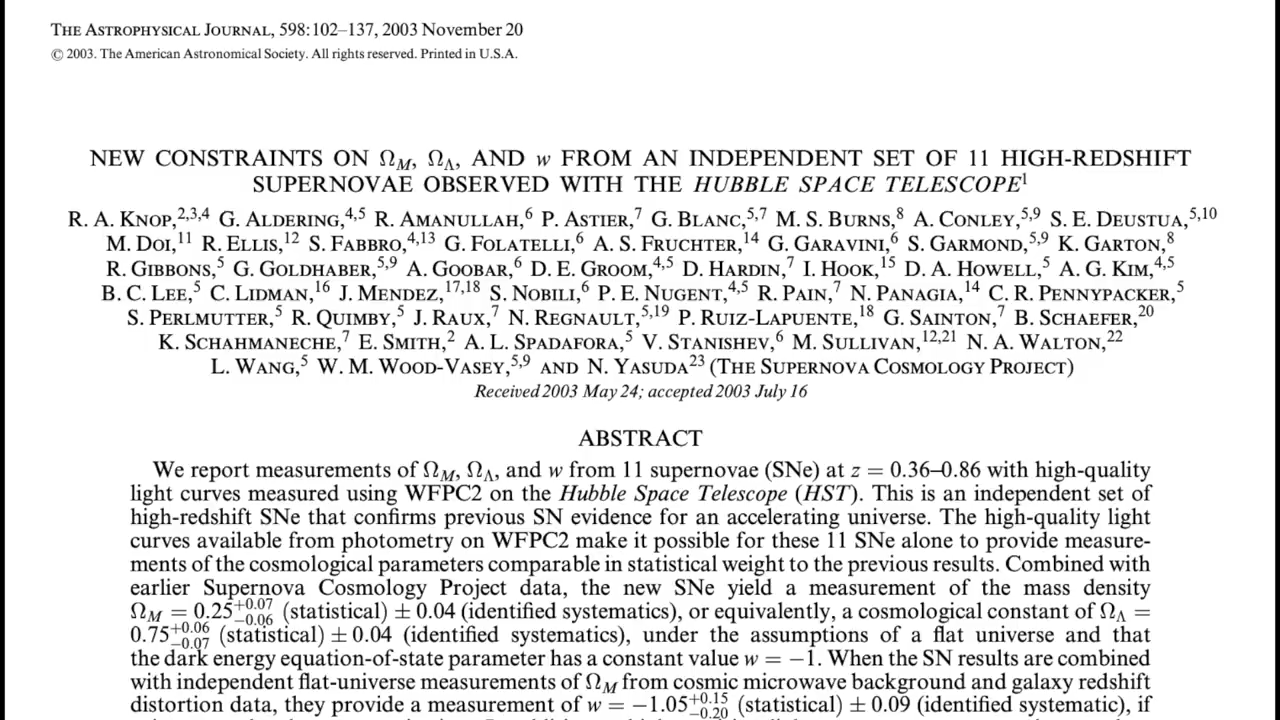 THE ASTROPHYSICAL JOURNAL, 598:102–137, 2003 November 20
© 2003. The American Astronomical Society. All rights reserved. Printed in U.S.A.
NEW CONSTRAINTS ON Ω_M, Ω_Λ, AND w FROM AN INDEPENDENT SET OF 11 HIGH-REDSHIFT
SUPERNOVAE OBSERVED WITH THE HUBBLE SPACE TELESCOPE^1
R. A. KNOP,^2,3,4 G. ALDERING,^4,5 R. AMANULLAH,^6 P. ASTIER,^7 G. BLANC,^5,7 M. S. BURNS,^8 A. CONLEY,^5,9 S. E. DEUSTUA,^5,10
M. DOI,^11 R. ELLIS,^12 S. FABBRO,^4,13 G. FOLATELLI,^6 A. S. FRUCHTER,^14 G. GARAVINI,^6 S. GARMOND,^5,9 K. GARTON,^8
R. GIBBONS,^5 G. GOLDHABER,^5,9 A. GOOBAR,^6 D. E. GROOM,^4,5 D. HARDIN,^7 I. HOOK,^15 D. A. HOWELL,^5 A. G. KIM,^4,5
B. C. LEE,^5 C. LIDMAN,^16 J. MENDEZ,^17,18 S. NOBILI,^6 P. E. NUGENT,^4,5 R. PAIN,^7 N. PANAGIA,^14 C. R. PENNYPACKER,^5
S. PERLMUTTER,^5 R. QUIMBY,^5 J. RAUX,^7 N. REGNAULT,^5,19 P. RUIZ-LAPUENTE,^18 G. SAINTON,^7 B. SCHAEFER,^20
K. SCHAHMANECHE,^7 E. SMITH,^2 A. L. SPADAFORA,^5 V. STANISHEV,^6 M. SULLIVAN,^12,21 N. A. WALTON,^22
L. WANG,^5 W. M. WOOD-VASEY,^5,9 AND N. YASUDA^23 (THE SUPERNOVA COSMOLOGY PROJECT)
Received 2003 May 24; accepted 2003 July 16
ABSTRACT
We report measurements of Ω_M, Ω_Λ, and w from 11 supernovae (SNe) at z = 0.36–0.86 with high-quality
light curves measured using WFPC2 on the Hubble Space Telescope (HST). This is an independent set of
high-redshift SNe that confirms previous SN evidence for an accelerating universe. The high-quality light
curves available from photometry on WFPC2 make it possible for these 11 SNe alone to provide measure-
ments of the cosmological parameters comparable in statistical weight to the previous results. Combined with
earlier Supernova Cosmology Project data, the new SNe yield a measurement of the mass density
Ω_M = 0.25^+0.07_−0.06 (statistical) ± 0.04 (identified systematics), or equivalently, a cosmological constant of Ω_Λ =
0.75^+0.06_−0.07 (statistical) ± 0.04 (identified systematics), under the assumptions of a flat universe and that
the dark energy equation-of-state parameter has a constant value w = −1. When the SN results are combined
with independent flat-universe measurements of Ω_M from cosmic microwave background and galaxy redshift
distortion data, they provide a measurement of w = −1.05^+0.15_−0.20 (statistical) ± 0.09 (identified systematic), if